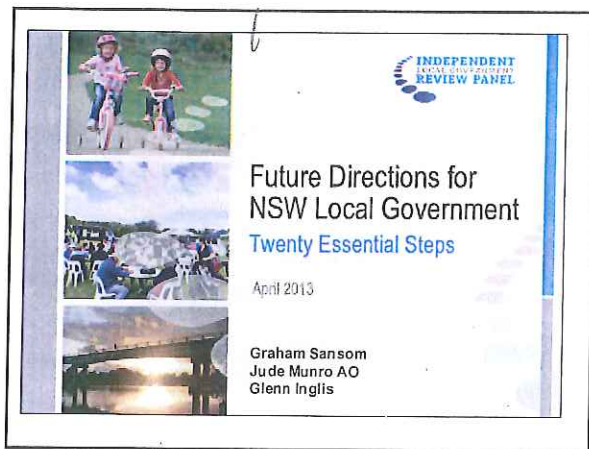 INDEPENDENT
LOCAL GOVERNMENT
REVIEW PANEL
Future Directions for
NSW Local Government
Twenty Essential Steps
April 2013
Graham Sansom
Jude Munro AO
Glenn Inglis